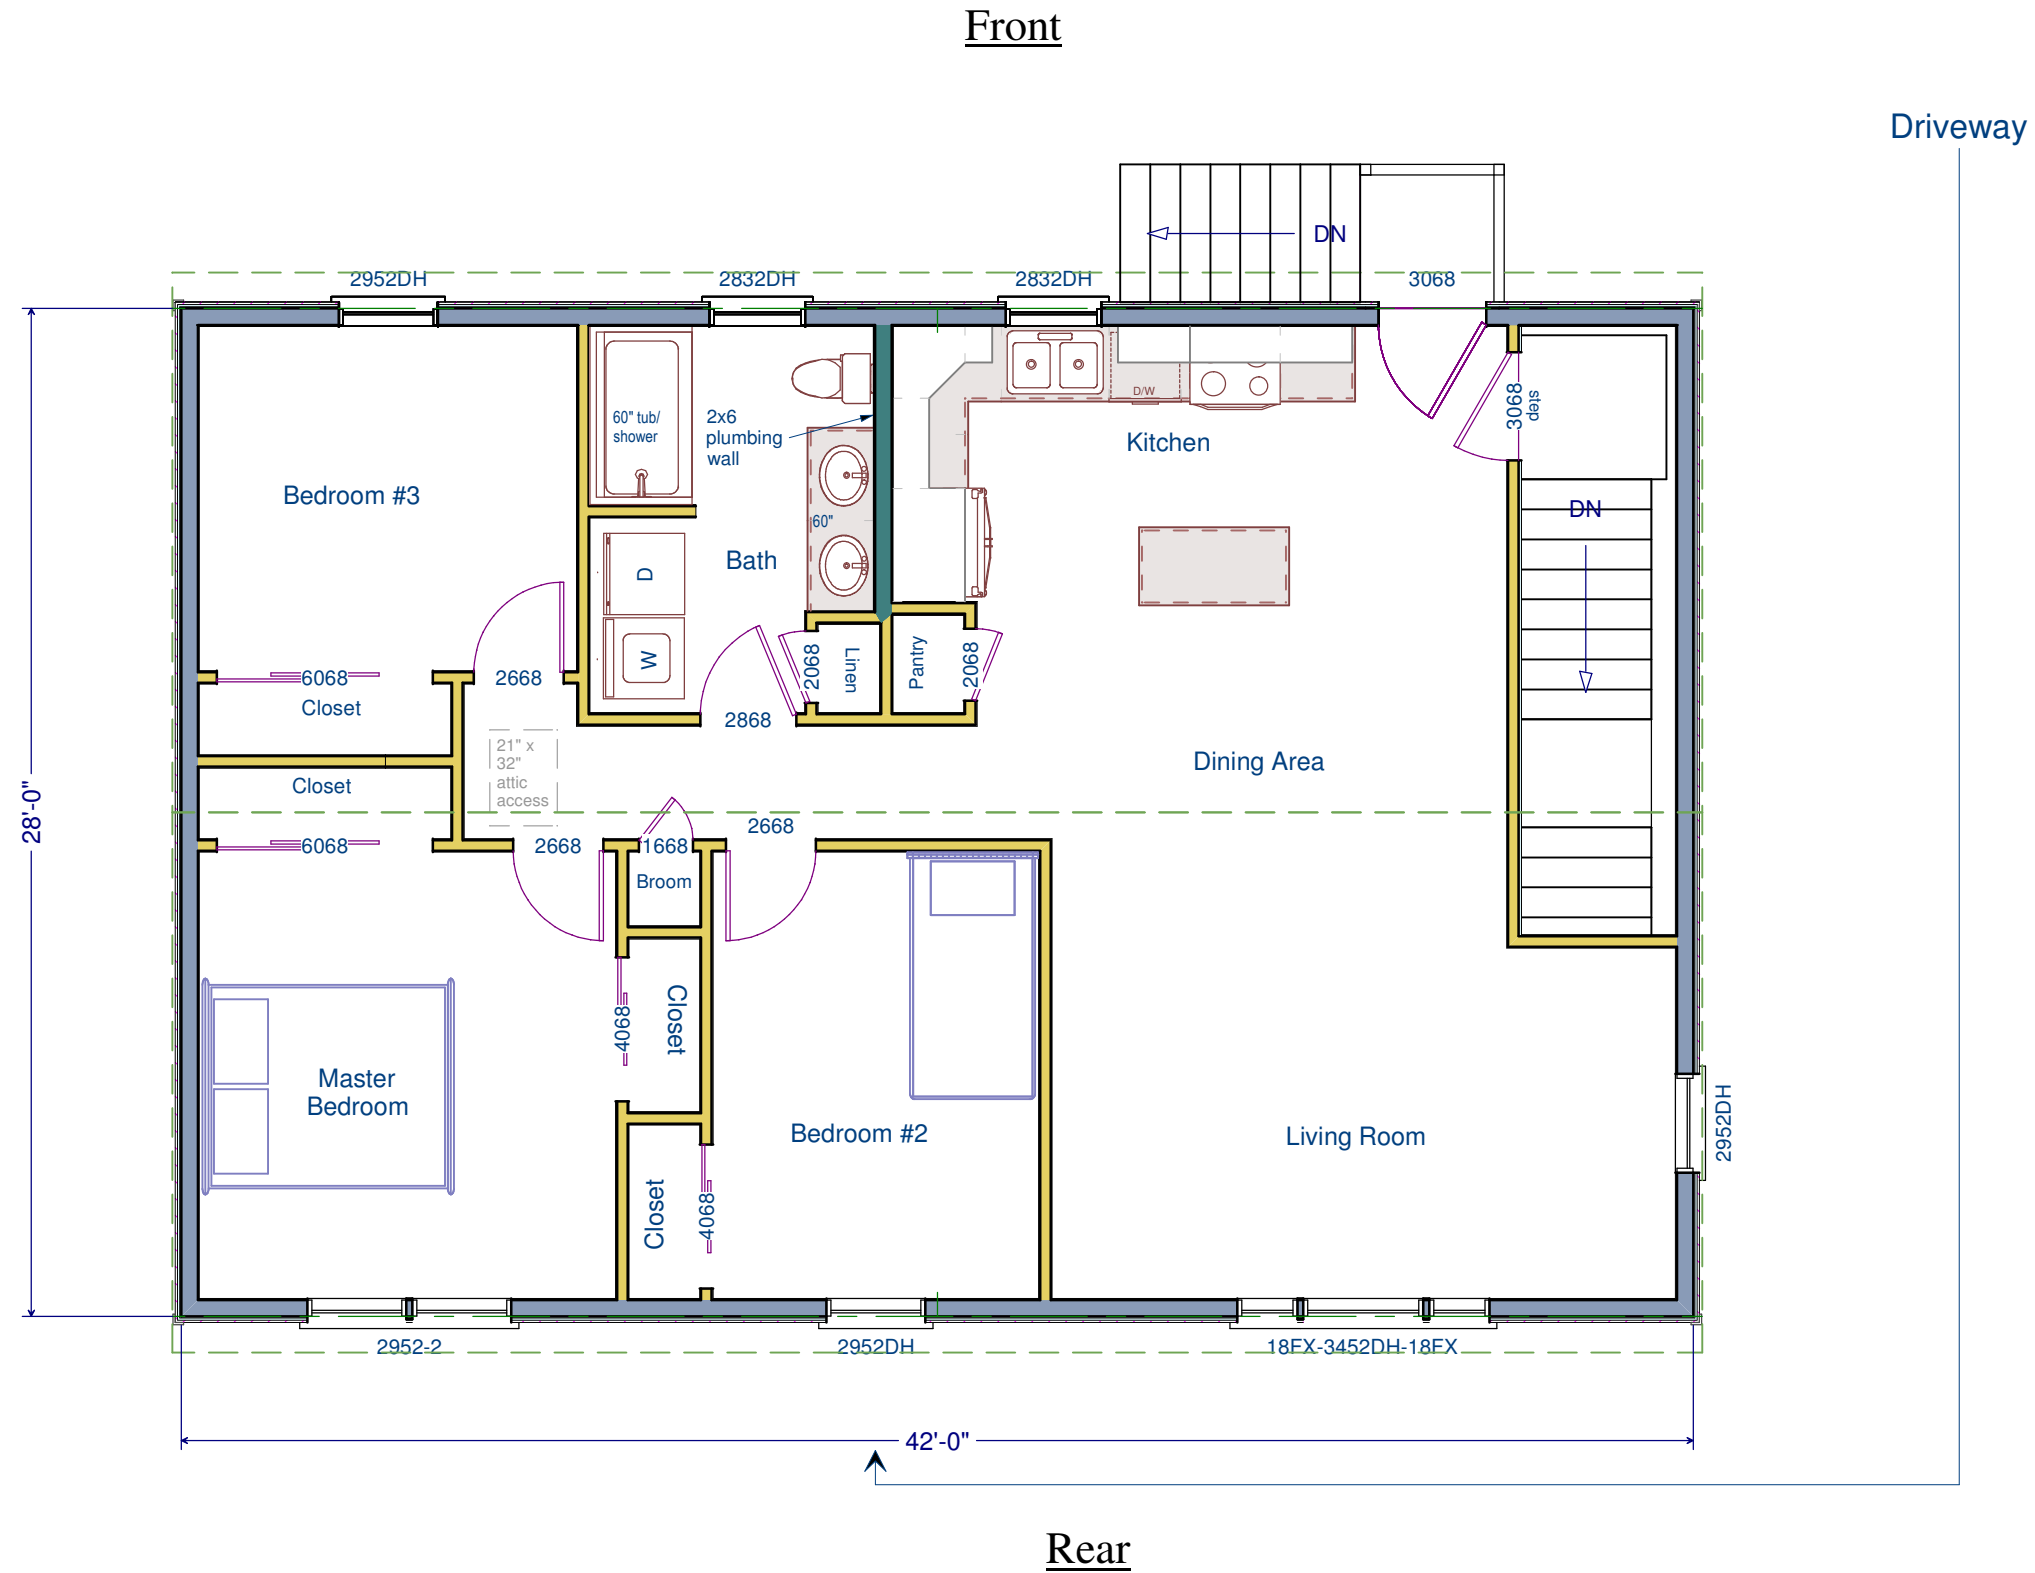 Front
Driveway
DN
2952DH
2832DH
2832DH
3068
60" tub/
shower
2x6
plumbing
wall
D/W
Kitchen
3068
step
Bedroom #3
60"
DN
Bath
D
W
2068
Linen
Pantry
2068
6068
2668
Closet
2868
21" x
32"
attic
access
Dining Area
Closet
28'-0"
2668
6068
2668
1668
Broom
4068
Closet
Master
Bedroom
Bedroom #2
Living Room
2952DH
Closet
4068
2952-2
2952DH
18FX-3452DH-18FX
42'-0"
Rear